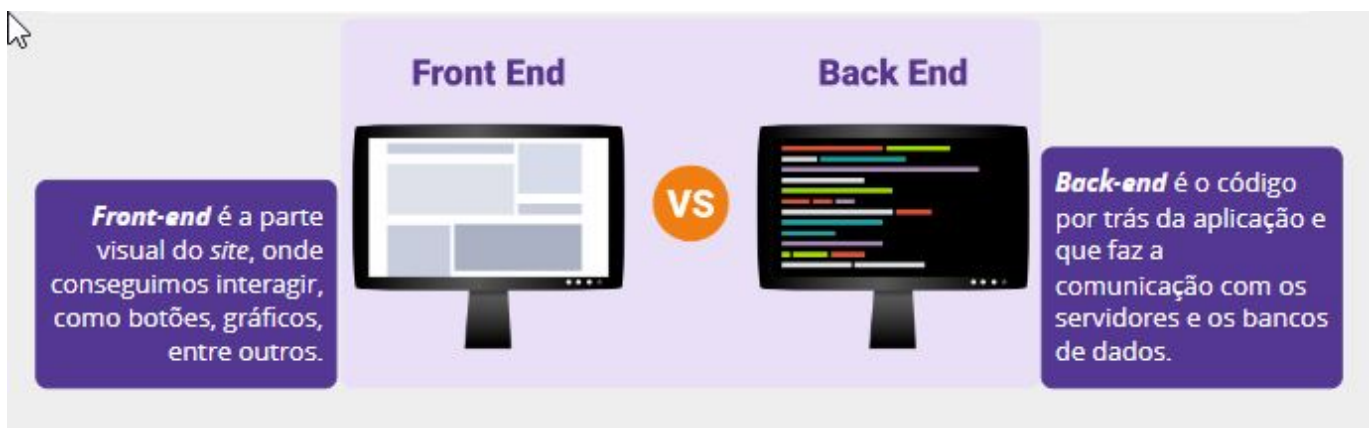 Front End
Back End
VS
Front-end é a parte
visual do site, onde
conseguimos interagir,
como botões, gráficos,
entre outros.
Back-end é o código
por trás da aplicação e
que faz a
comunicação com os
servidores e os bancos
de dados.